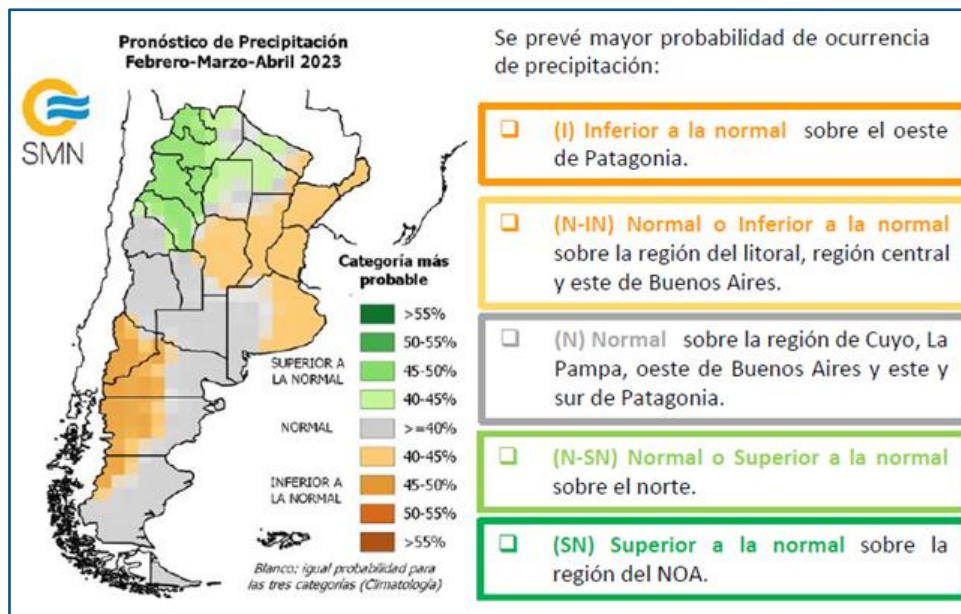 Pronóstico de Precipitación
Febrero-Marzo-Abril 2023
SMN
Categoría más
probable
>55%
50-55%
SUPERIOR A
LA NORMAL
45-50%
40-45%
NORMAL
>=40%
40-45%
INFERIOR A
LA NORMAL
45-50%
50-55%
>55%
Blanco: igual probabilidad para
las tres categorías (Climatología)
Se prevé mayor probabilidad de ocurrencia
de precipitación:
(I) Inferior a la normal sobre el oeste
de Patagonia.
(N-IN) Normal o Inferior a la normal
sobre la región del litoral, región central
y este de Buenos Aires.
(N) Normal sobre la región de Cuyo, La
Pampa, oeste de Buenos Aires y este y
sur de Patagonia.
(N-SN) Normal o Superior a la normal
sobre el norte.
(SN) Superior a la normal sobre la
región del NOA.